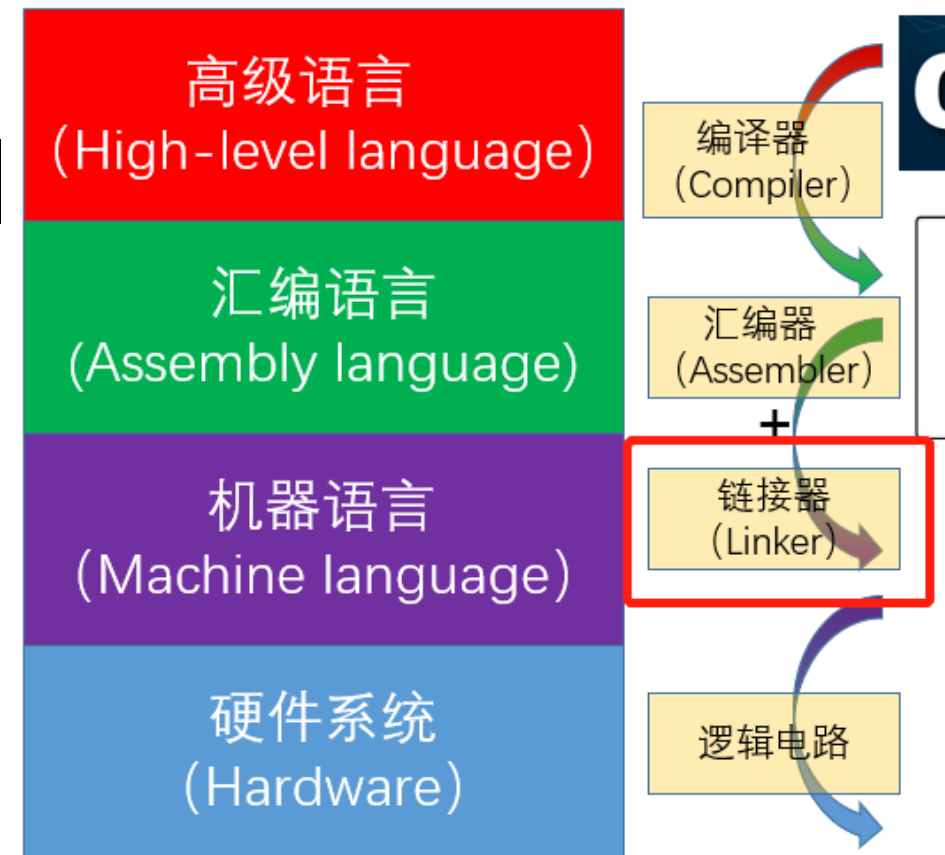 高级语言
（High-level language）
编译器
（Compiler）
汇编语言
(Assembly language)
汇编器
（Assembler）
+
机器语言
（Machine language）
链接器
（Linker）
硬件系统
（Hardware）
逻辑电路